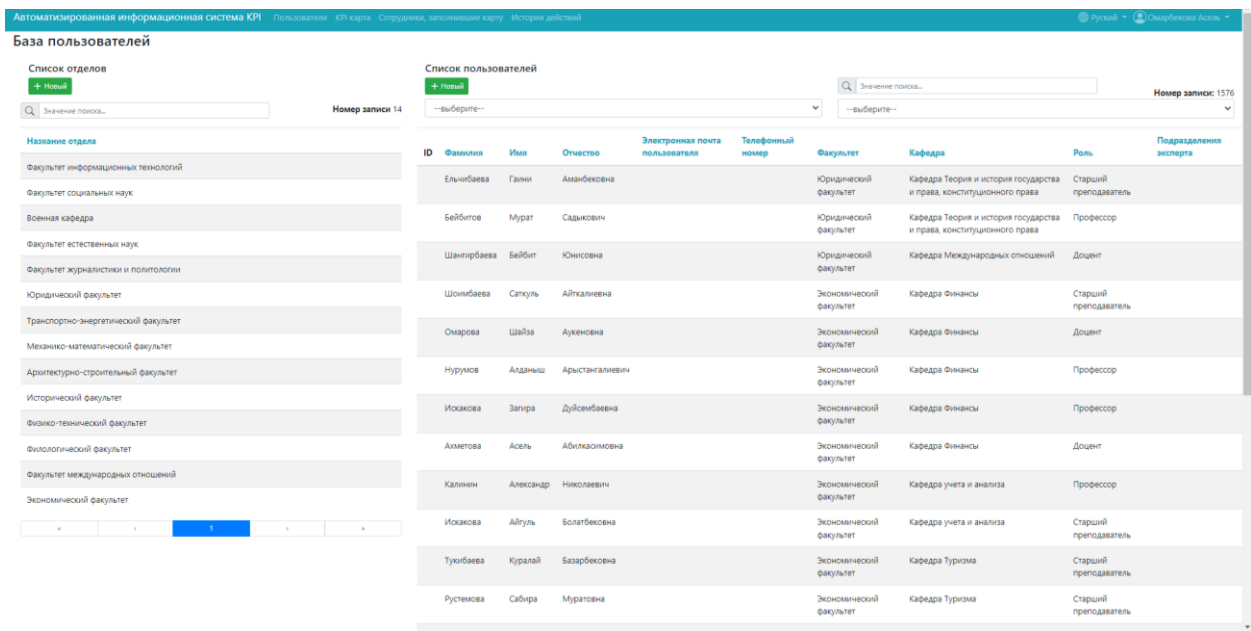 Автоматизированная информационная система KPI Пользователи KPI карта Сотрудники, заполнившие карту История действий Руский Омарбекова Асель
База пользователей
Список отделов
+ Новый
Значение поиска... Номер записи 14
Название отдела
Факультет информационных технологий
Факультет социальных наук
Военная кафедра
Факультет естественных наук
Факультет журналистики и политологии
Юридический факультет
Транспортно-энергетический факультет
Механико-математический факультет
Архитектурно-строительный факультет
Исторический факультет
Физико-технический факультет
Филологический факультет
Факультет международных отношений
Экономический факультет
« ‹ 1 › »
Список пользователей
+ Новый Значение поиска... Номер записи: 1576
--выберите-- --выберите--
Электронная почта Телефонный Подразделения
ID Фамилия Имя Отчество пользователя номер Факультет Кафедра Роль эксперта
Ельчибаева Гаини Аманбековна Юридический Кафедра Теория и история государства Старший
факультет и права, конституционного права преподаватель
Бейбитов Мурат Садыкович Юридический Кафедра Теория и история государства Профессор
факультет и права, конституционного права
Шангирбаева Бейбит Юнисовна Юридический Кафедра Международных отношений Доцент
факультет
Шоимбаева Саткуль Айткалиевна Экономический Кафедра Финансы Старший
факультет преподаватель
Омарова Шайза Аукеновна Экономический Кафедра Финансы Доцент
факультет
Нурумов Алданыш Арыстангалиевич Экономический Кафедра Финансы Профессор
факультет
Искакова Загира Дуйсембаевна Экономический Кафедра Финансы Профессор
факультет
Ахметова Асель Абилкасимовна Экономический Кафедра Финансы Доцент
факультет
Калинин Александр Николаевич Экономический Кафедра учета и анализа Профессор
факультет
Искакова Айгуль Болатбековна Экономический Кафедра учета и анализа Старший
факультет преподаватель
Тукибаева Куралай Базарбековна Экономический Кафедра Туризма Старший
факультет преподаватель
Рустемова Сабира Муратовна Экономический Кафедра Туризма Старший
факультет преподаватель